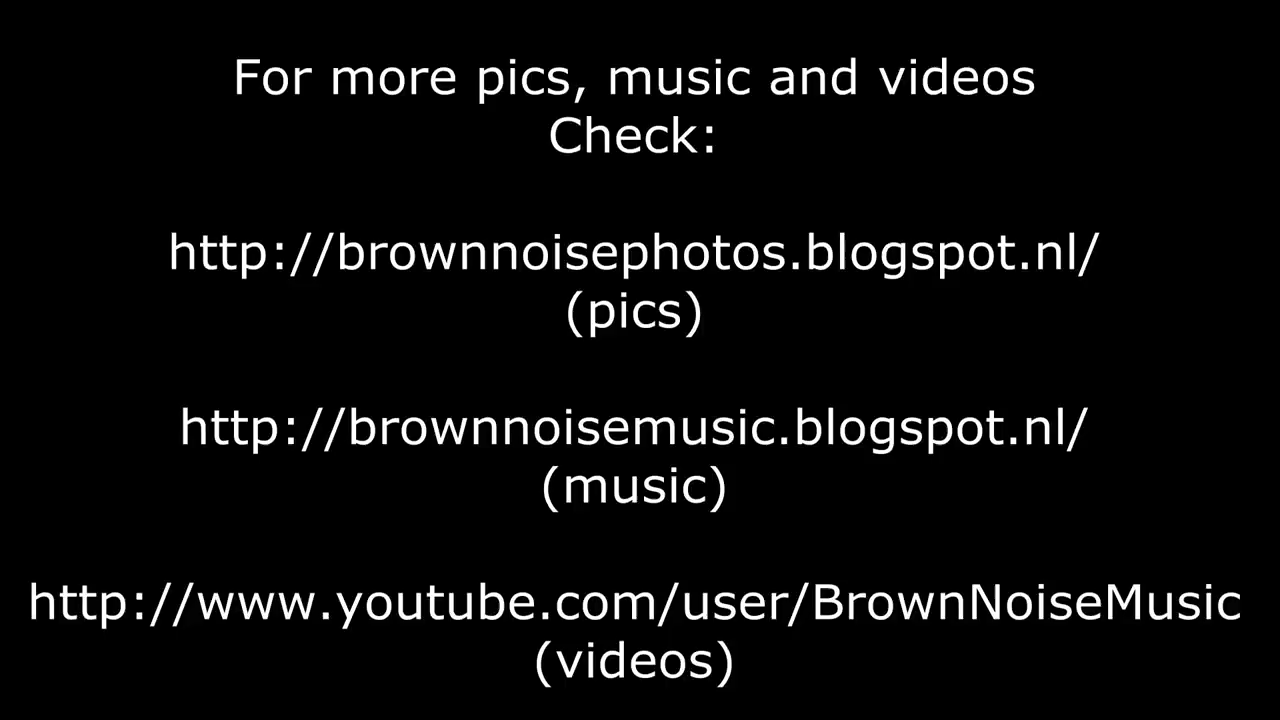 For more pics, music and videos
Check:
http://brownnoisephotos.blogspot.nl/
(pics)
http://brownnoisemusic.blogspot.nl/
(music)
http://www.youtube.com/user/BrownNoiseMusic
(videos)